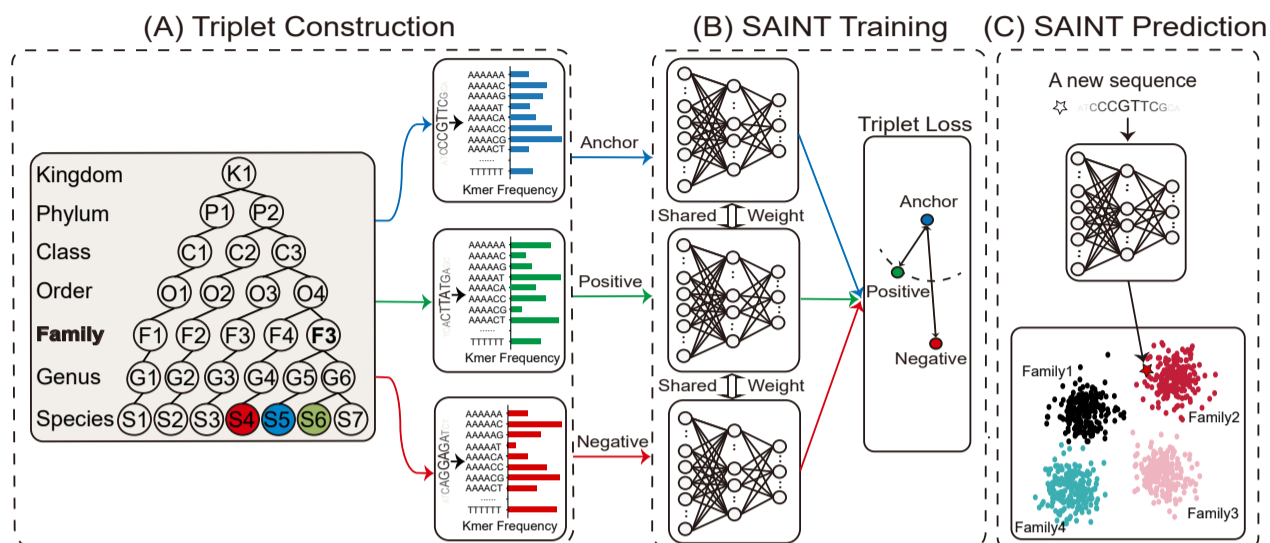 (A) Triplet Construction
Kingdom K1
Phylum P1 P2
Class C1 C2 C3
Order O1 O2 O3 O4
Family F1 F2 F3 F4 F3
Genus G1 G2 G3 G4 G5 G6
Species S1 S2 S3 S4 S5 S6 S7
ATCCCGTTCGCA
AAAAAA
AAAAAC
AAAAAG
AAAAAT
AAAACA
AAAACC
AAAACG
AAAACT
......
TTTTTT
Kmer Frequency
Anchor
ACTTATGA
AAAAAA
AAAAAC
AAAAAG
AAAAAT
AAAACA
AAAACC
AAAACG
AAAACT
......
TTTTTT
Kmer Frequency
Positive
CAGGAGAT
AAAAAA
AAAAAC
AAAAAG
AAAAAT
AAAACA
AAAACC
AAAACG
AAAACT
......
TTTTTT
Kmer Frequency
Negative
(B) SAINT Training
Shared Weight
Shared Weight
Triplet Loss
Anchor
Positive
Negative
(C) SAINT Prediction
A new sequence
ATCCCGTTCGCA
Family1
Family2
Family3
Family4